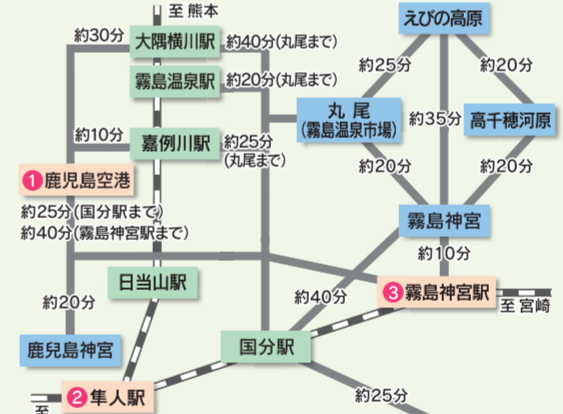 至 熊本
えびの高原
約30分
大隅横川駅
約40分(丸尾まで)
約25分
約20分
霧島温泉駅
約20分(丸尾まで)
丸 尾
(霧島温泉市場)
約35分
高千穂河原
約10分
嘉例川駅
約25分
(丸尾まで)
約20分
約20分
1 鹿児島空港
約25分(国分駅まで)
約40分(霧島神宮駅まで)
霧島神宮
約10分
日当山駅
約20分
約40分
3 霧島神宮駅
至 宮崎
鹿兒島神宮
国分駅
2 隼人駅
約25分
至